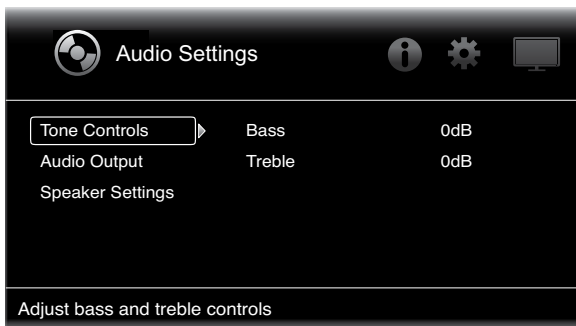 Audio Settings
Tone Controls Bass 0dB
Audio Output Treble 0dB
Speaker Settings
Adjust bass and treble controls